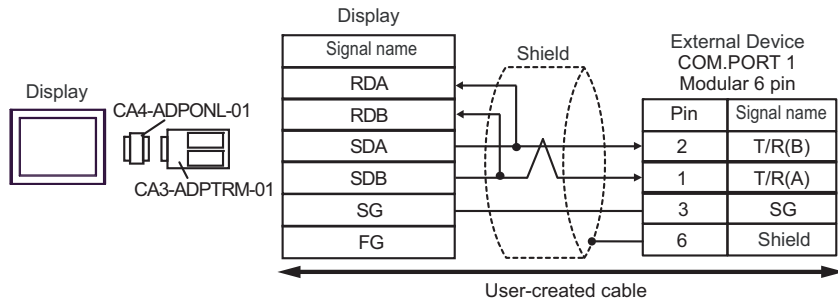 Display
CA4-ADPONL-01
CA3-ADPTRM-01
Display
Signal name
RDA
RDB
SDA
SDB
SG
FG
Shield
External Device
COM.PORT 1
Modular 6 pin
Pin Signal name
2 T/R(B)
1 T/R(A)
3 SG
6 Shield
User-created cable